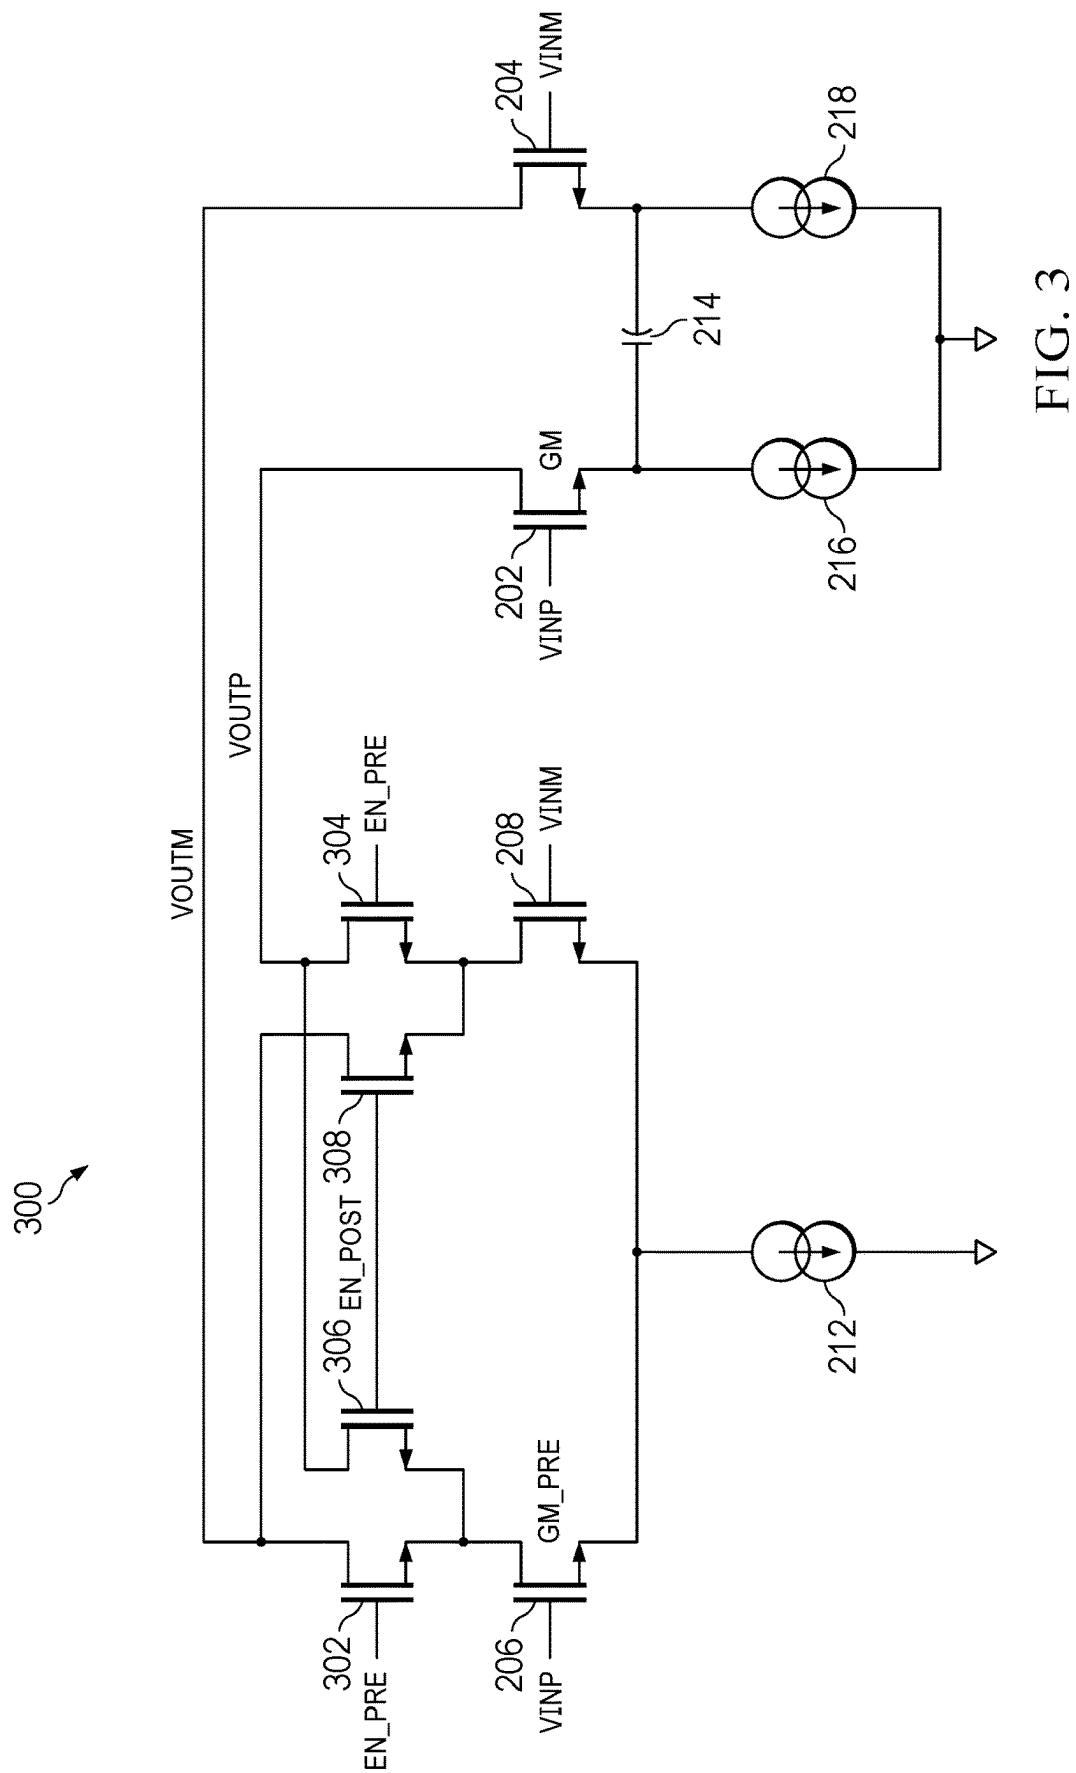 300
VOUTM
VOUTP
EN_PRE
302
306
EN_POST
308
304
EN_PRE
VINP
206
GM_PRE
208
VINM
VINP
202
GM
204
VINM
214
212
216
218
FIG. 3